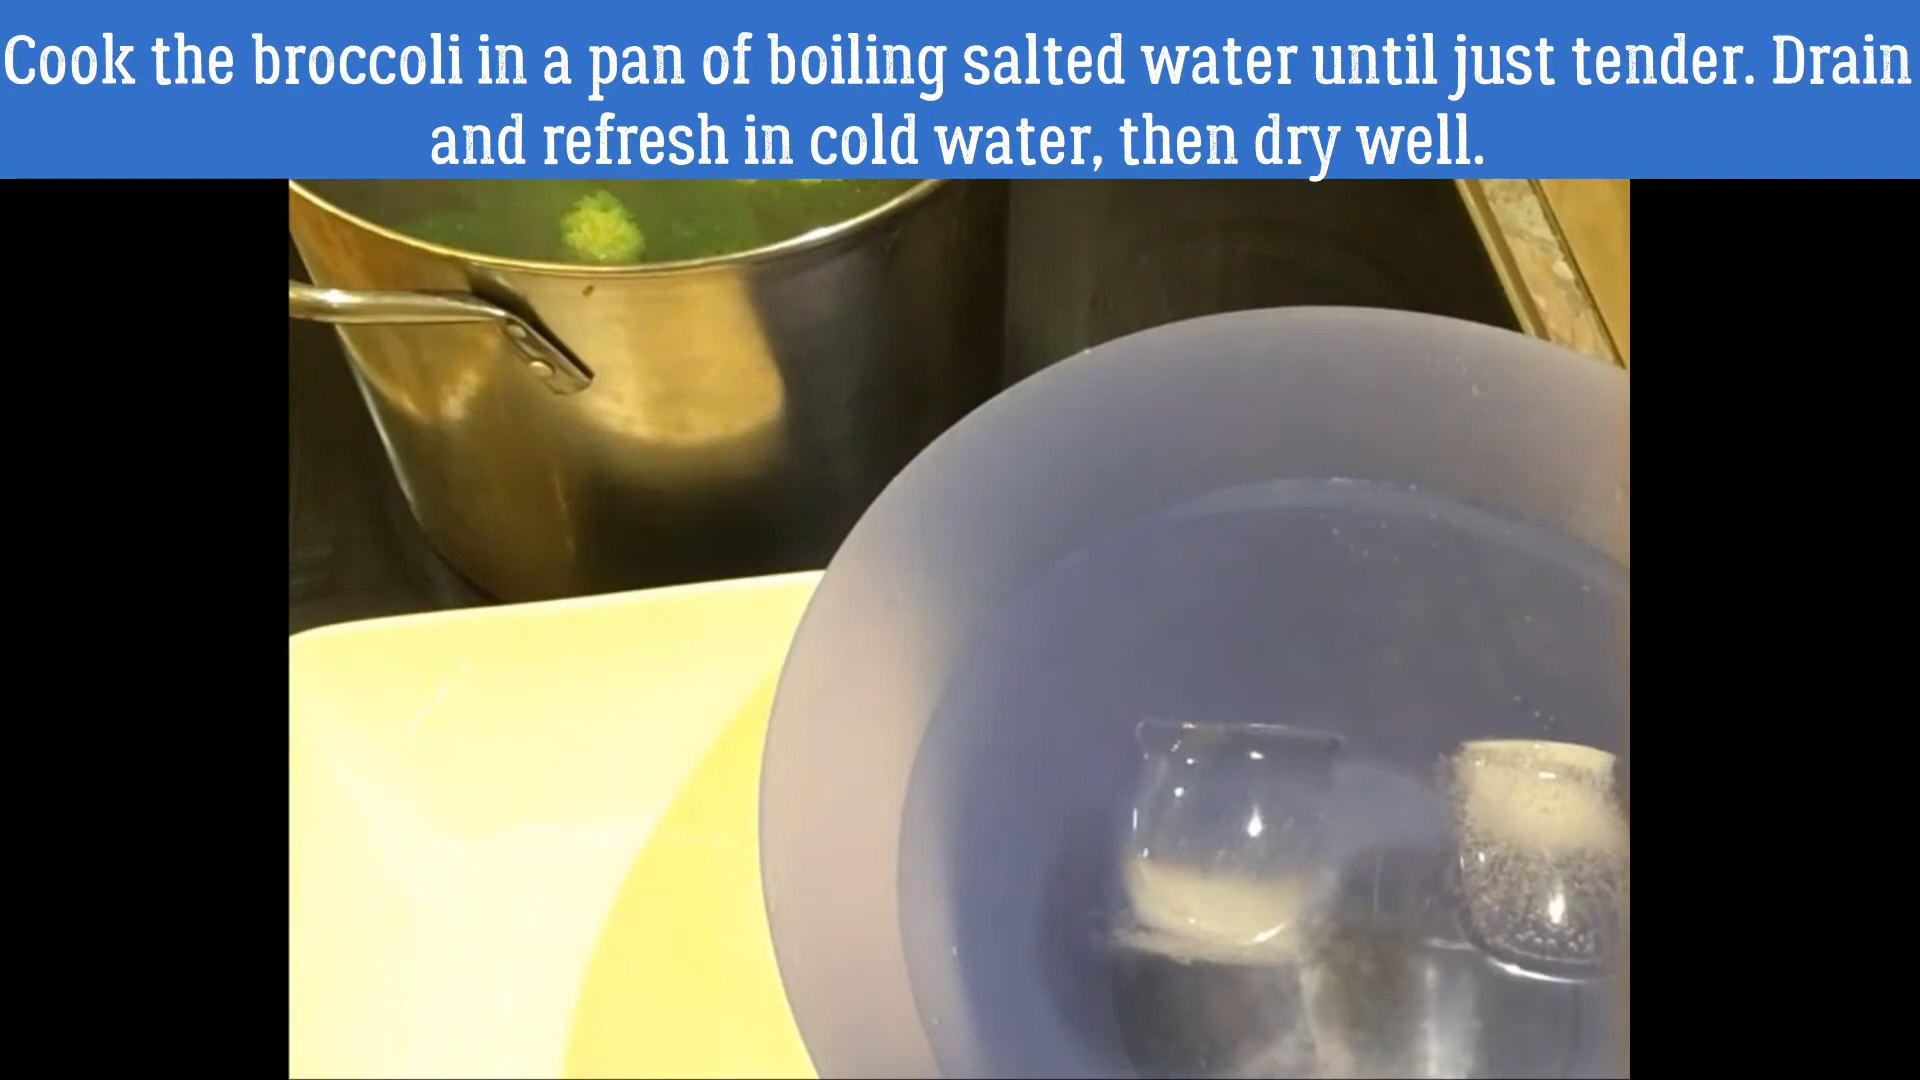 Cook the broccoli in a pan of boiling salted water until just tender. Drain
and refresh in cold water, then dry well.